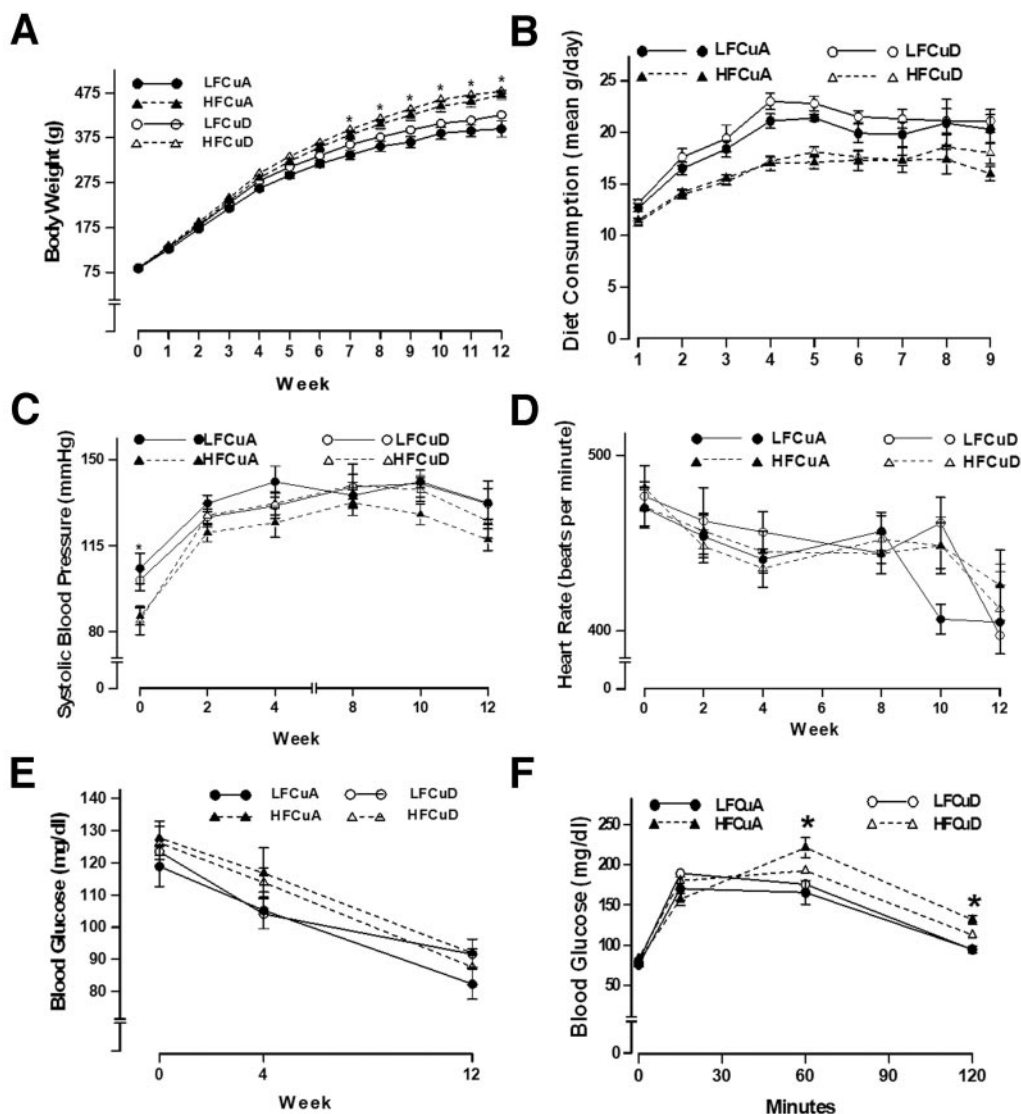 A
LFCuA
HFCuA
LFCuD
HFCuD
Body Weight (g)
475
375
275
175
75
* * * * * *
0 1 2 3 4 5 6 7 8 9 10 11 12
Week
B
LFCuA LFCuD
HFCuA HFCuD
Diet Consumption (mean g/day)
25
20
15
10
5
0
1 2 3 4 5 6 7 8 9
C
LFCuA LFCuD
HFCuA HFCuD
Systolic Blood Pressure (mmHg)
150
115
80
0
*
0 2 4 8 10 12
Week
D
LFCuA LFCuD
HFCuA HFCuD
Heart Rate (beats per minute)
500
400
0
0 2 4 6 8 10 12
Week
E
LFCuA LFCuD
HFCuA HFCuD
Blood Glucose (mg/dl)
140
130
120
110
100
90
80
0 4 12
Week
F
LFCuA LFCuD
HFCuA HFCuD
Blood Glucose (mg/dl)
250
200
150
100
50
0
*
*
0 30 60 90 120
Minutes